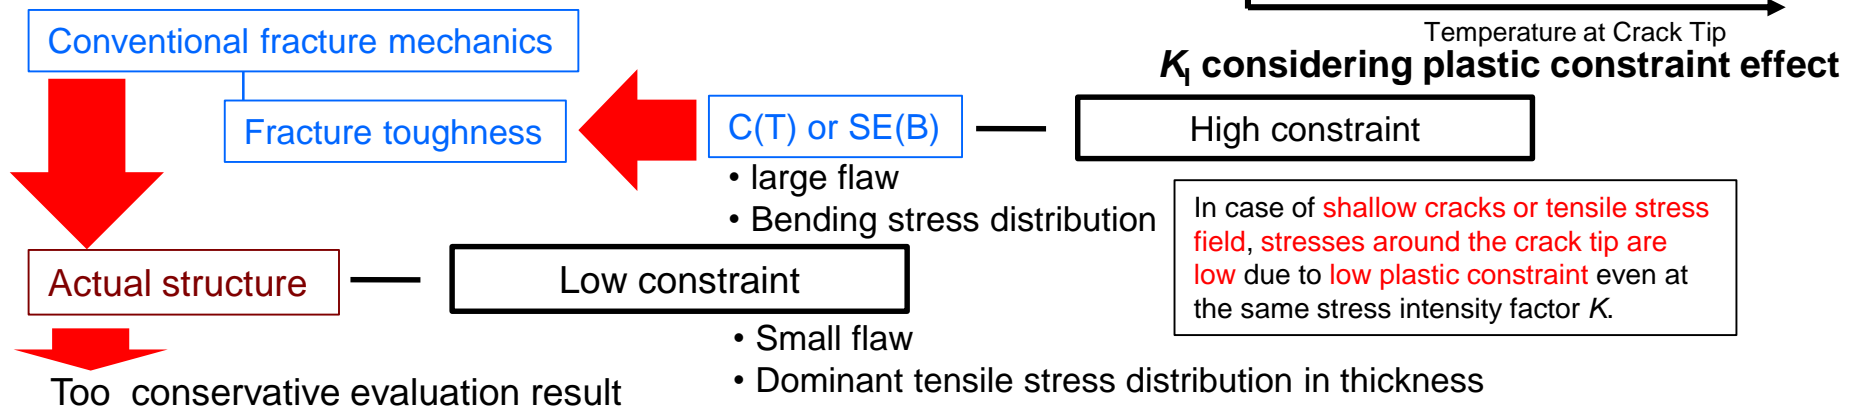 Temperature at Crack Tip
K_I considering plastic constraint effect
Conventional fracture mechanics
Fracture toughness
C(T) or SE(B)
High constraint
• large flaw
• Bending stress distribution
In case of shallow cracks or tensile stress
field, stresses around the crack tip are
low due to low plastic constraint even at
the same stress intensity factor K.
Actual structure
Low constraint
• Small flaw
• Dominant tensile stress distribution in thickness
Too conservative evaluation result